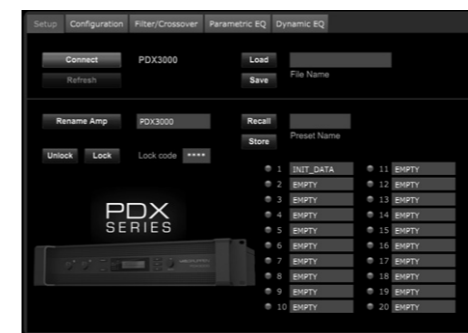 Setup Configuration Filter/Crossover Parametric EQ Dynamic EQ
Connect PDX3000 Load
Refresh Save File Name
Rename Amp PDX3000 Recall
Store Preset Name
Unlock Lock Lock code ****
PDX
SERIES
1 INIT_DATA
2 EMPTY
3 EMPTY
4 EMPTY
5 EMPTY
6 EMPTY
7 EMPTY
8 EMPTY
9 EMPTY
10 EMPTY
11 EMPTY
12 EMPTY
13 EMPTY
14 EMPTY
15 EMPTY
16 EMPTY
17 EMPTY
18 EMPTY
19 EMPTY
20 EMPTY